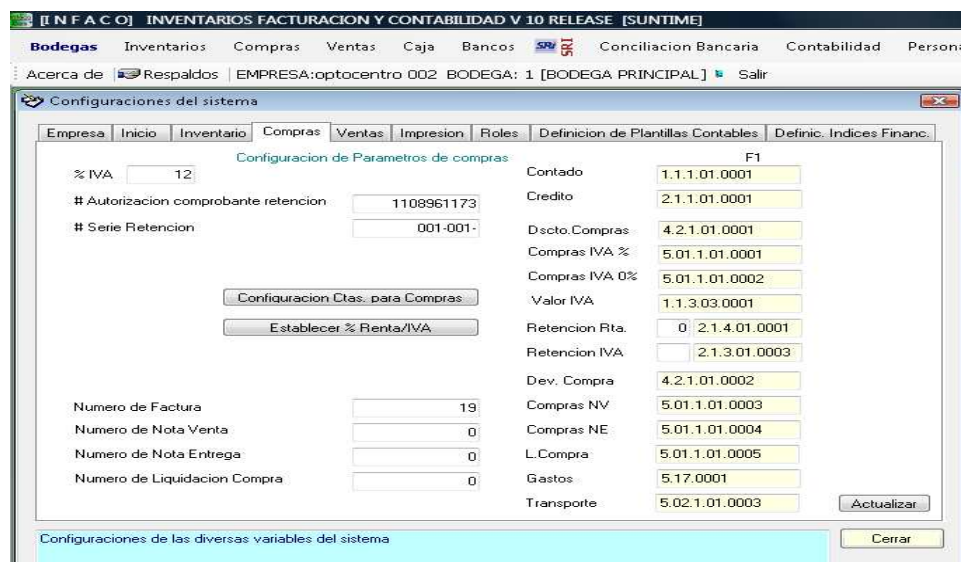 [I N F A C O] INVENTARIOS FACTURACION Y CONTABILIDAD V 10 RELEASE [SUNTIME]
Bodegas Inventarios Compras Ventas Caja Bancos SRI SRI Conciliacion Bancaria Contabilidad Person
Acerca de Respaldos EMPRESA:optocentro 002 BODEGA: 1 [BODEGA PRINCIPAL] Salir
Configuraciones del sistema
Empresa Inicio Inventario Compras Ventas Impresion Roles Definicion de Plantillas Contables Definic. Indices Financ.
Configuracion de Parametros de compras F1
% IVA 12 Contado 1.1.1.01.0001
# Autorizacion comprobante retencion 1108961173 Credito 2.1.1.01.0001
# Serie Retencion 001-001- Dscto.Compras 4.2.1.01.0001
Compras IVA % 5.01.1.01.0001
Compras IVA 0% 5.01.1.01.0002
Configuracion Ctas. para Compras Valor IVA 1.1.3.03.0001
Establecer % Renta/IVA Retencion Rta. 0 2.1.4.01.0001
Retencion IVA 2.1.3.01.0003
Dev. Compra 4.2.1.01.0002
Numero de Factura 19 Compras NV 5.01.1.01.0003
Numero de Nota Venta 0 Compras NE 5.01.1.01.0004
Numero de Nota Entrega 0 L.Compra 5.01.1.01.0005
Numero de Liquidacion Compra 0 Gastos 5.17.0001
Transporte 5.02.1.01.0003 Actualizar
Configuraciones de las diversas variables del sistema Cerrar